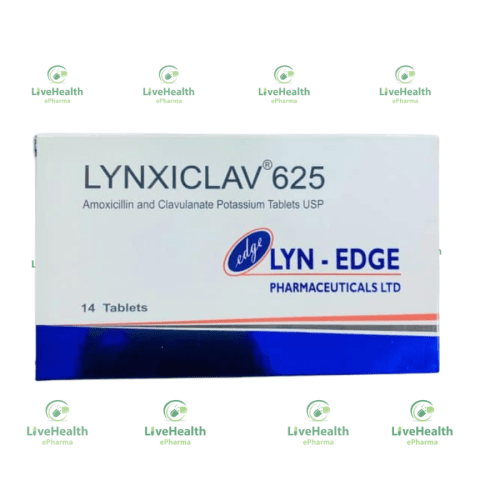 LiveHealth LiveHealth LiveHealth LiveHealth
ePharma ePharma ePharma ePharma
LYNXICLAV® 625
Amoxicillin and Clavulanate Potassium Tablets USP
edge
LYN - EDGE
PHARMACEUTICALS LTD
14 Tablets
LiveHealth LiveHealth LiveHealth LiveHealth
ePharma ePharma ePharma ePharma